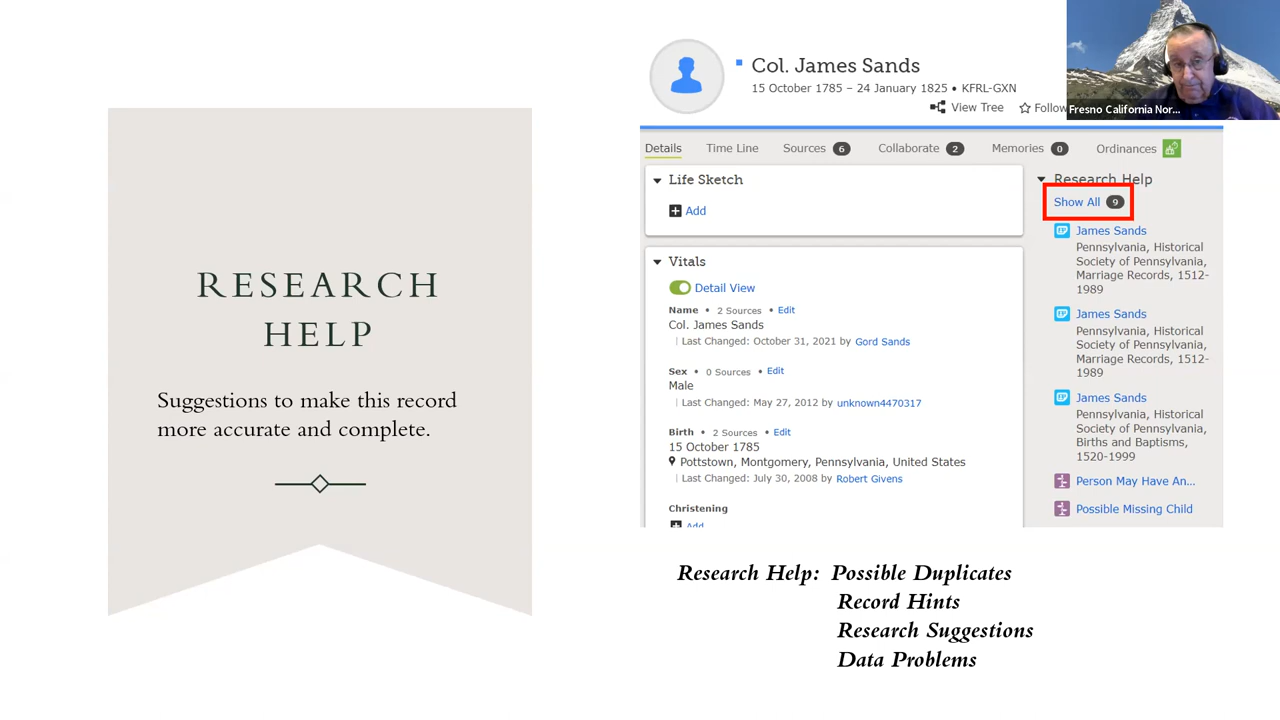 RESEARCH
HELP
Suggestions to make this record
more accurate and complete.
Col. James Sands
15 October 1785 – 24 January 1825 • KFRL-GXN
View Tree Follow
Fresno California Nor...
Details Time Line Sources 6 Collaborate 2 Memories 0 Ordinances
Life Sketch
Add
Vitals
Detail View
Name • 2 Sources • Edit
Col. James Sands
Last Changed: October 31, 2021 by Gord Sands
Sex • 0 Sources • Edit
Male
Last Changed: May 27, 2012 by unknown4470317
Birth • 2 Sources • Edit
15 October 1785
Pottstown, Montgomery, Pennsylvania, United States
Last Changed: July 30, 2008 by Robert Givens
Christening
Add
Research Help
Show All 9
James Sands
Pennsylvania, Historical
Society of Pennsylvania,
Marriage Records, 1512-
1989
James Sands
Pennsylvania, Historical
Society of Pennsylvania,
Marriage Records, 1512-
1989
James Sands
Pennsylvania, Historical
Society of Pennsylvania,
Births and Baptisms,
1520-1999
Person May Have An...
Possible Missing Child
Research Help: Possible Duplicates
Record Hints
Research Suggestions
Data Problems